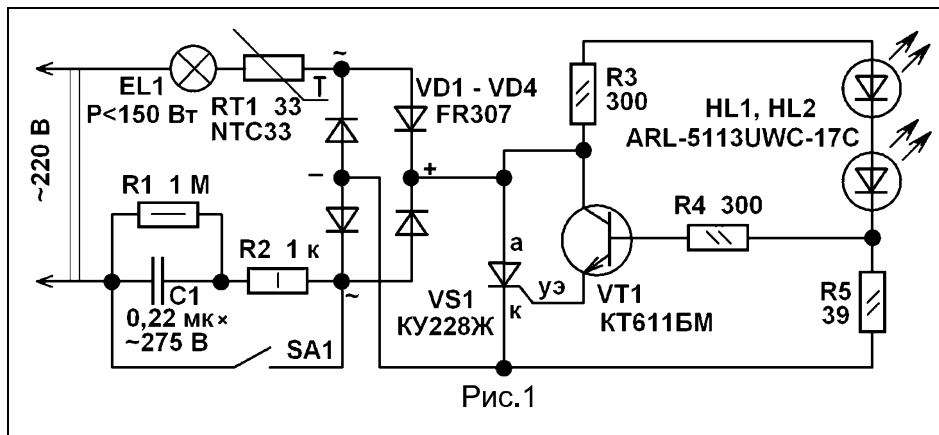 ~220 В
EL1
P<150 Вт
RT1 33
NTC33
T
~
VD1 - VD4
FR307
R3
300
HL1, HL2
ARL-5113UWC-17C
–
+
R1 1 М
R2 1 к
C1
0,22 мк×
~275 В
SA1
~
а
к
уэ
VS1
КУ228Ж
VT1
КТ611БМ
R4 300
R5
39
Рис.1